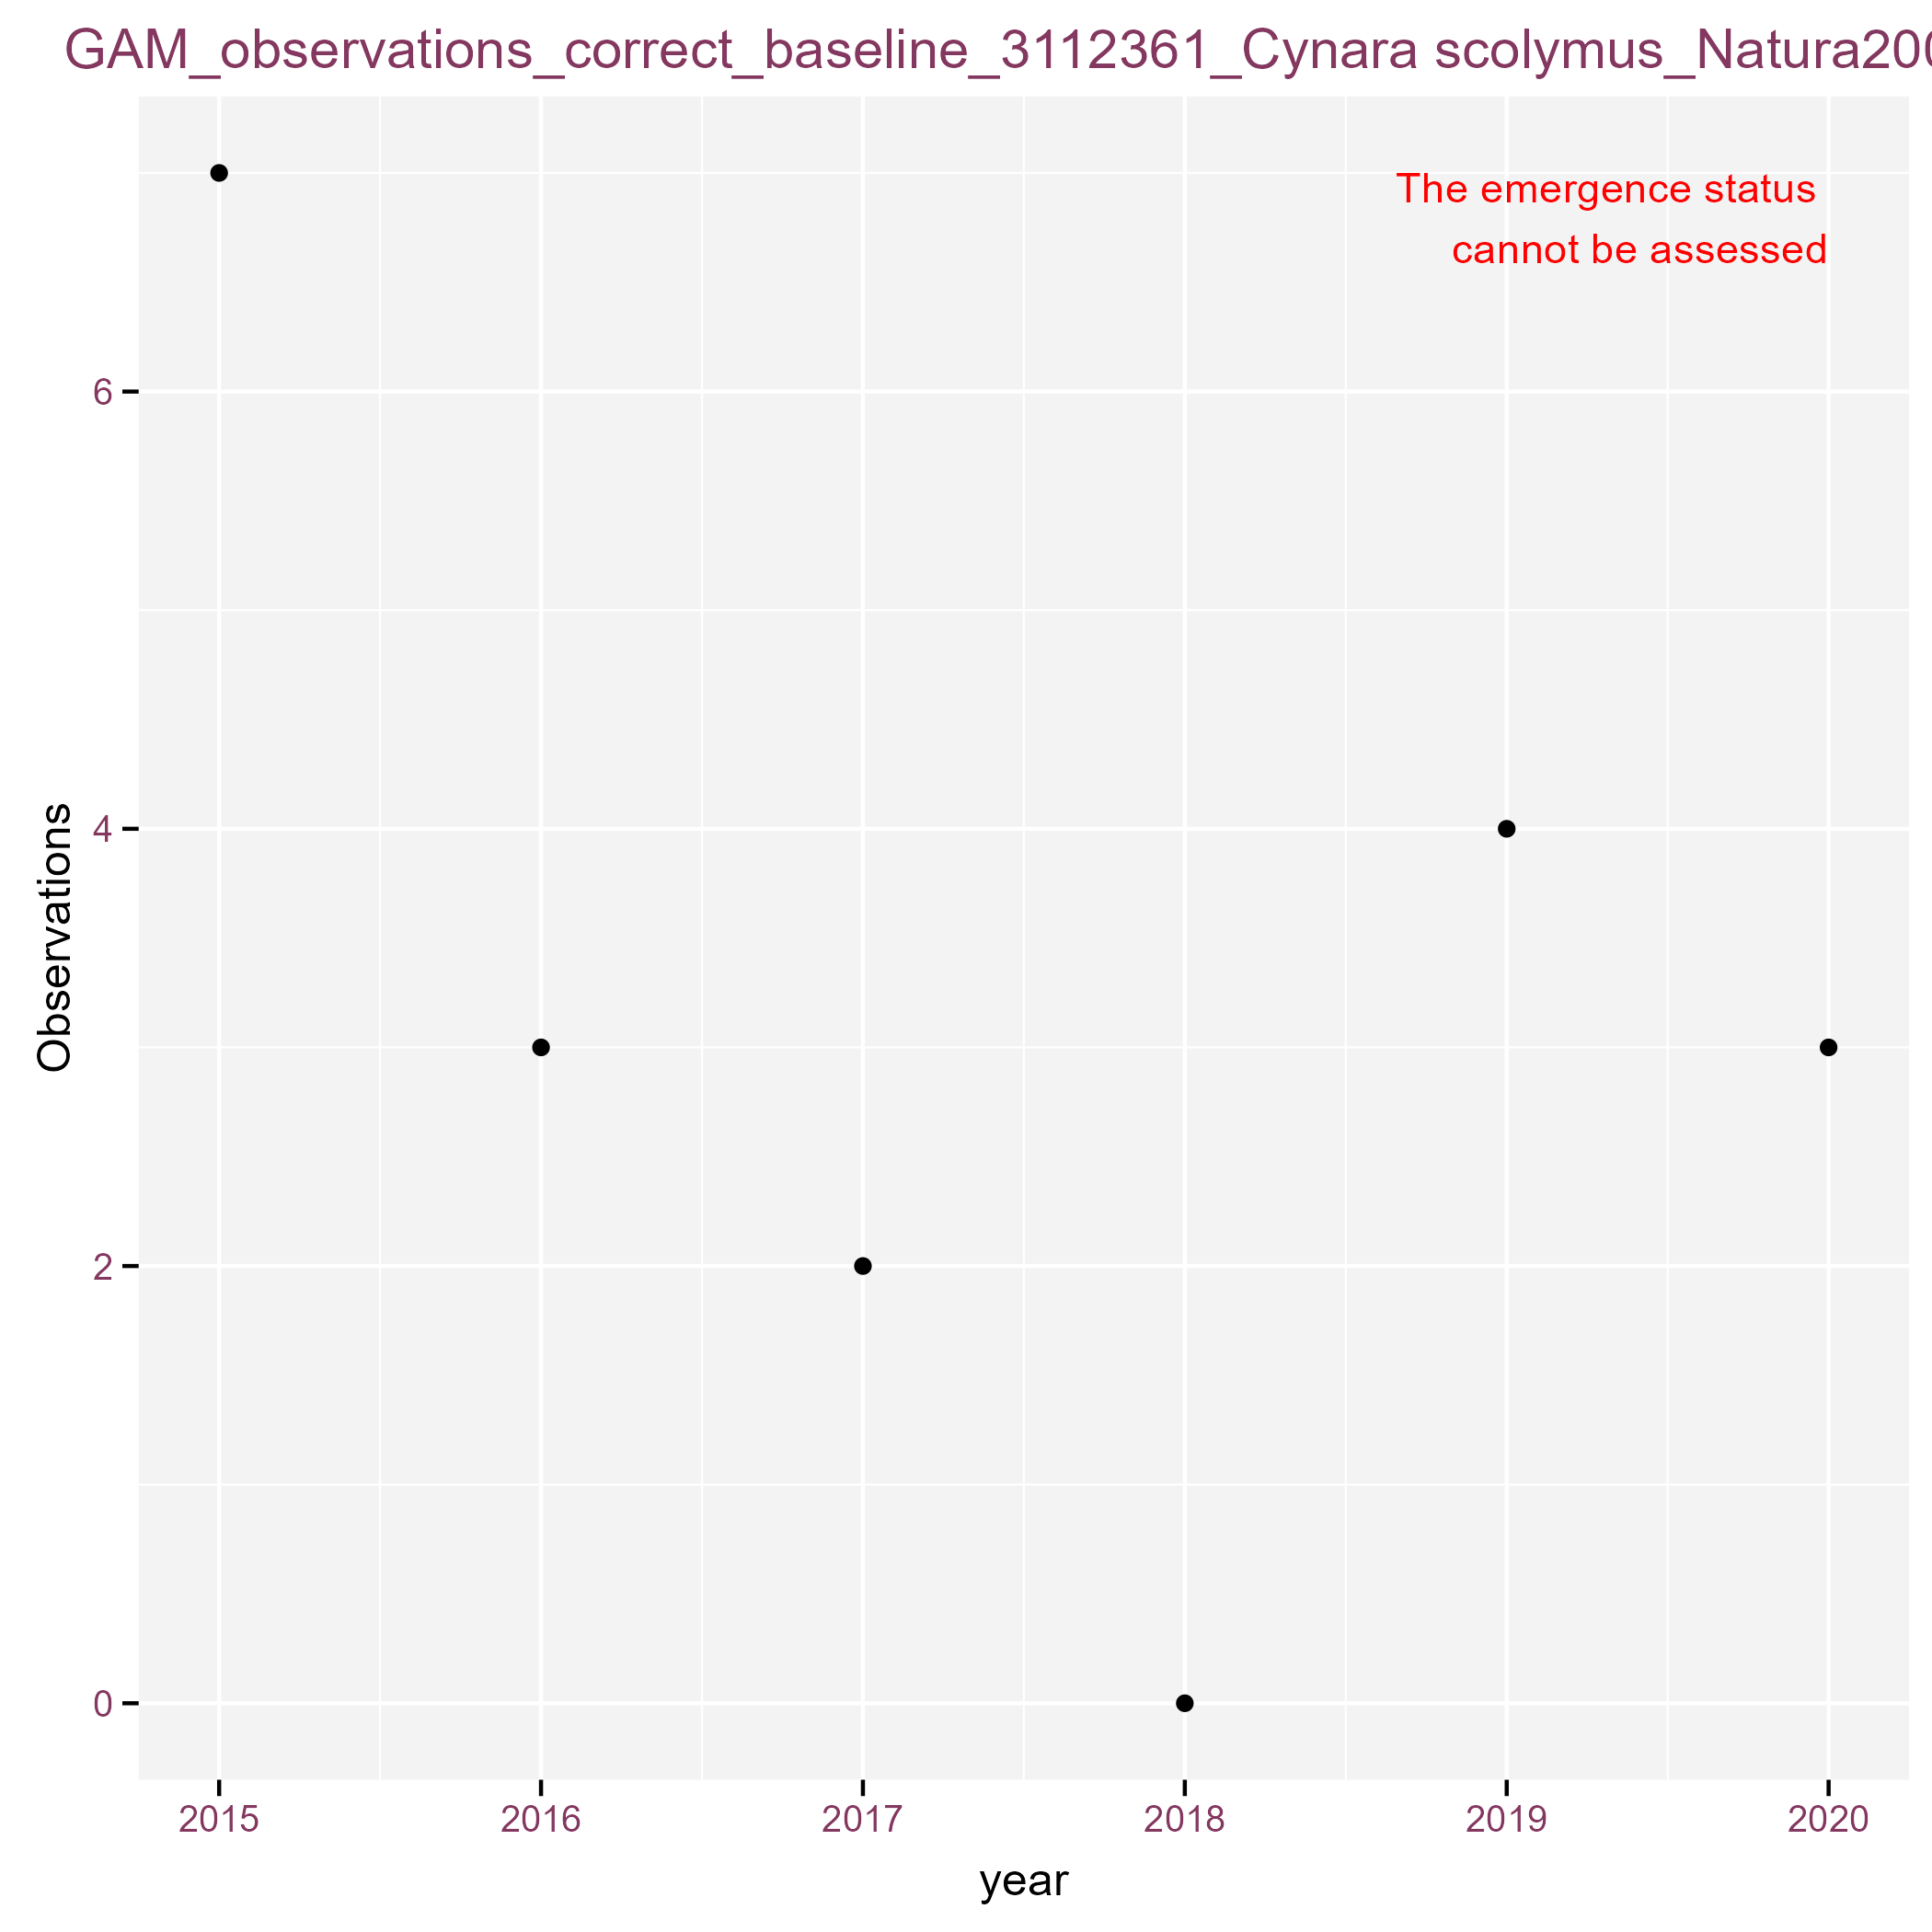 GAM_observations_correct_baseline_3112361_Cynara scolymus_Natura200
The emergence status
cannot be assessed
6
4
2
0
Observations
2015 2016 2017 2018 2019 2020
year